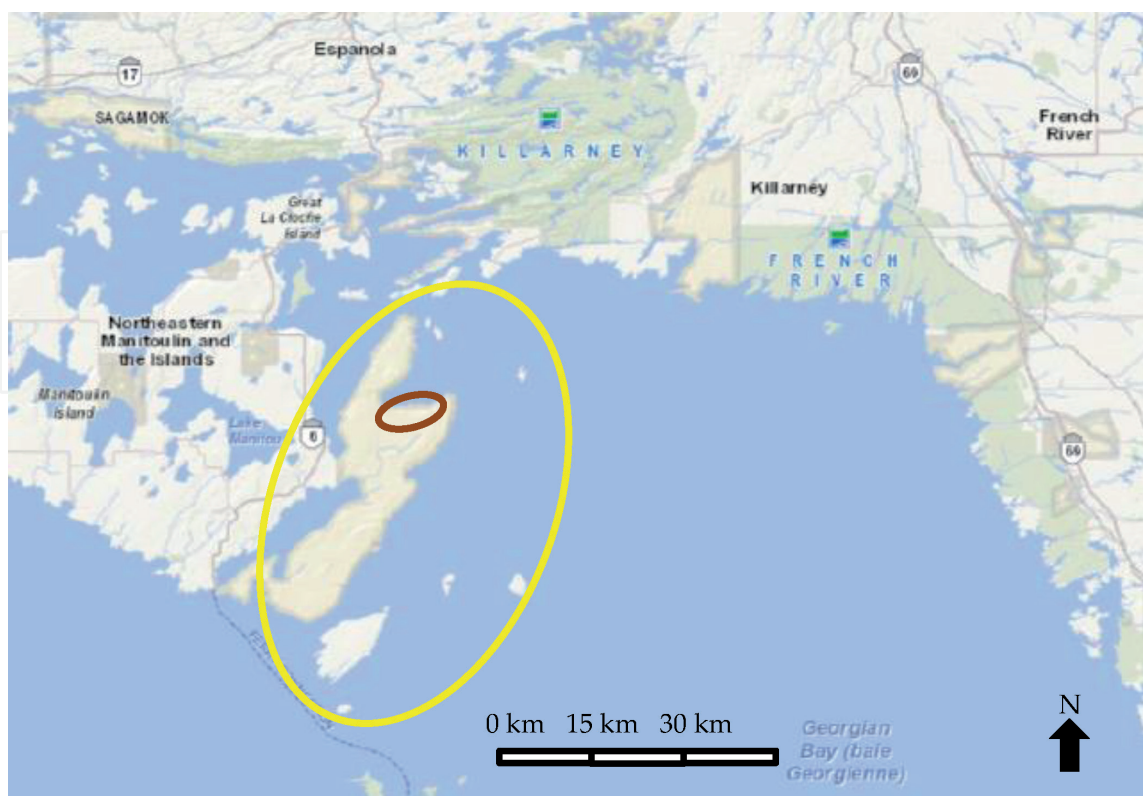 Espanola
17
69
SAGAMOK
French
River
KILLARNEY
Killarney
Great
La Cloche
Island
FRENCH
RIVER
Northeastern
Manitoulin and
the Islands
Manitoulin
island
Lake
6
69
0 km 15 km 30 km
N
Georgian
Bay (baie
Georgienne)